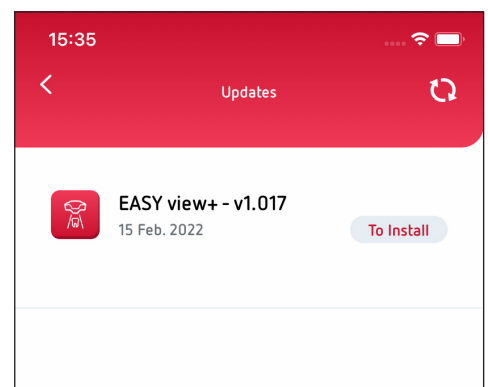 15:35
Updates
EASY view+ - v1.017
15 Feb. 2022
To Install